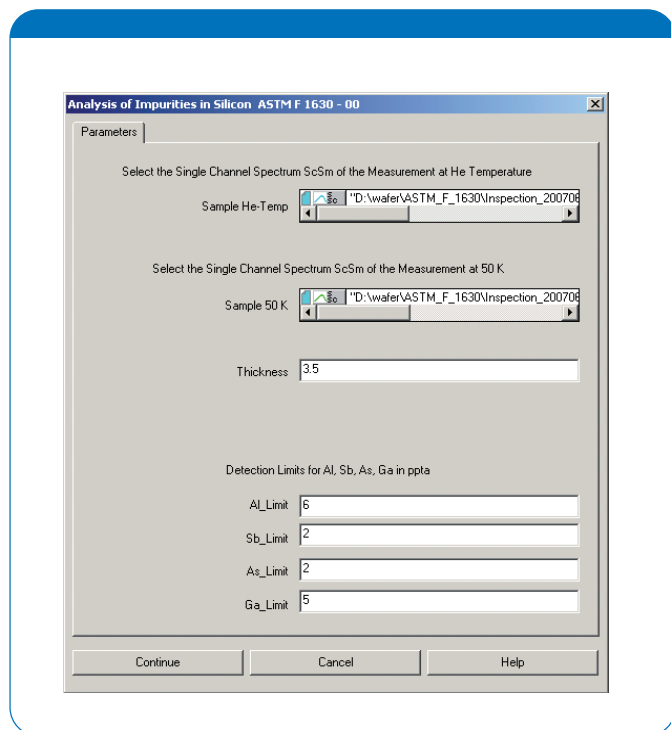 Analysis of Impurities in Silicon ASTM F 1630 - 00
Parameters
Select the Single Channel Spectrum ScSm of the Measurement at He Temperature
Sample He-Temp "D:\wafer\ASTM_F_1630\Inspection_200706
Select the Single Channel Spectrum ScSm of the Measurement at 50 K
Sample 50 K "D:\wafer\ASTM_F_1630\Inspection_200706
Thickness 3.5
Detection Limits for Al, Sb, As, Ga in ppta
Al_Limit 6
Sb_Limit 2
As_Limit 2
Ga_Limit 5
Continue Cancel Help